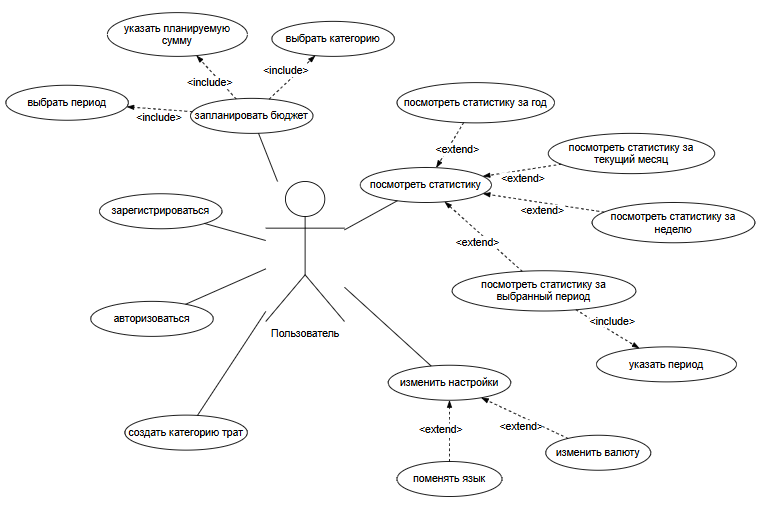 указать планируемую
сумму
выбрать категорию
<include>
<include>
выбрать период
<include>
запланировать бюджет
посмотреть статистику за год
<extend>
посмотреть статистику за
текущий месяц
<extend>
посмотреть статистику
<extend>
посмотреть статистику за
неделю
зарегистрироваться
<extend>
посмотреть статистику за
выбранный период
<include>
авторизоваться
Пользователь
указать период
изменить настройки
<extend>
<extend>
создать категорию трат
изменить валюту
поменять язык